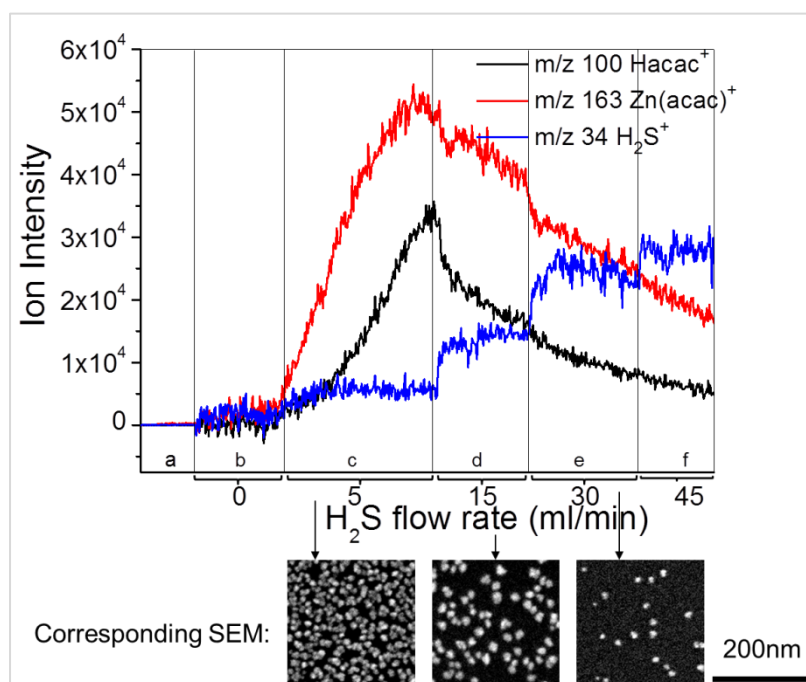 6x10⁴
5x10⁴
4x10⁴
3x10⁴
2x10⁴
1x10⁴
0
Ion Intensity
m/z 100 Hacac⁺
m/z 163 Zn(acac)⁺
m/z 34 H₂S⁺
a b c d e f
0 5 15 30 45
H₂S flow rate (ml/min)
Corresponding SEM:
200nm